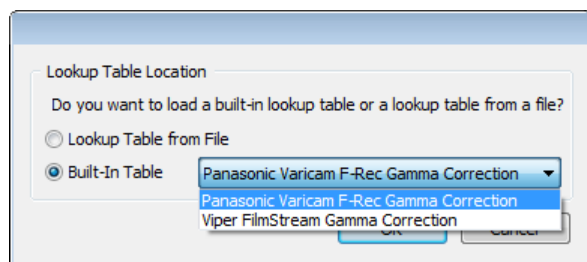 Lookup Table Location
Do you want to load a built-in lookup table or a lookup table from a file?
Lookup Table from File
Built-In Table Panasonic Varicam F-Rec Gamma Correction
Panasonic Varicam F-Rec Gamma Correction
Viper FilmStream Gamma Correction
OK Cancel